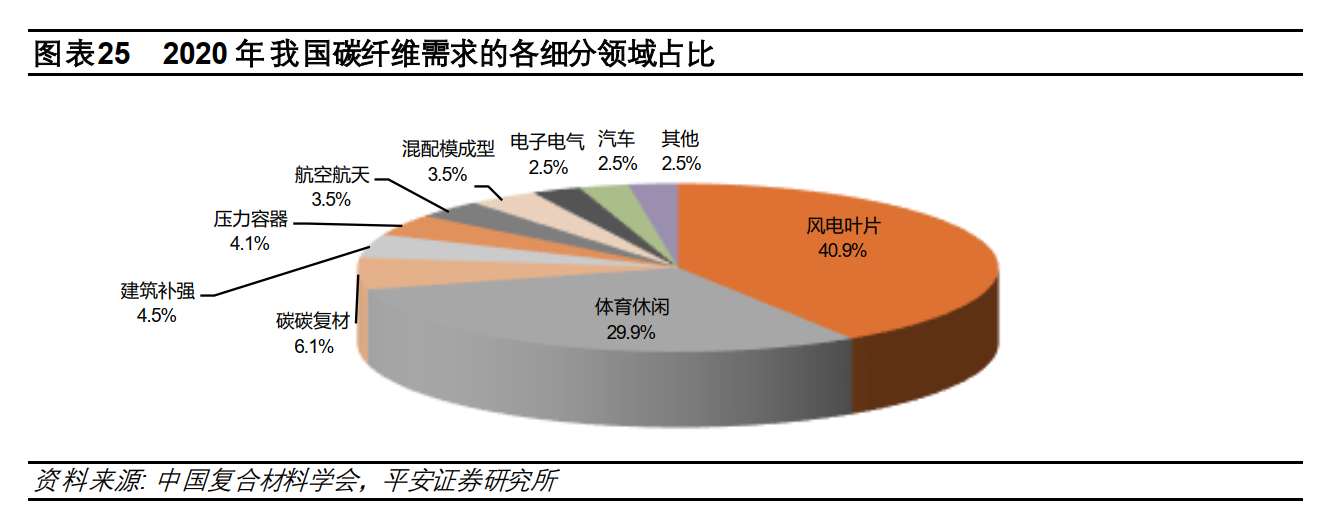 图表25 2020年我国碳纤维需求的各细分领域占比
混配模成型
3.5%
电子电气
2.5%
汽车
2.5%
其他
2.5%
航空航天
3.5%
压力容器
4.1%
建筑补强
4.5%
碳碳复材
6.1%
体育休闲
29.9%
风电叶片
40.9%
资料来源: 中国复合材料学会，平安证券研究所